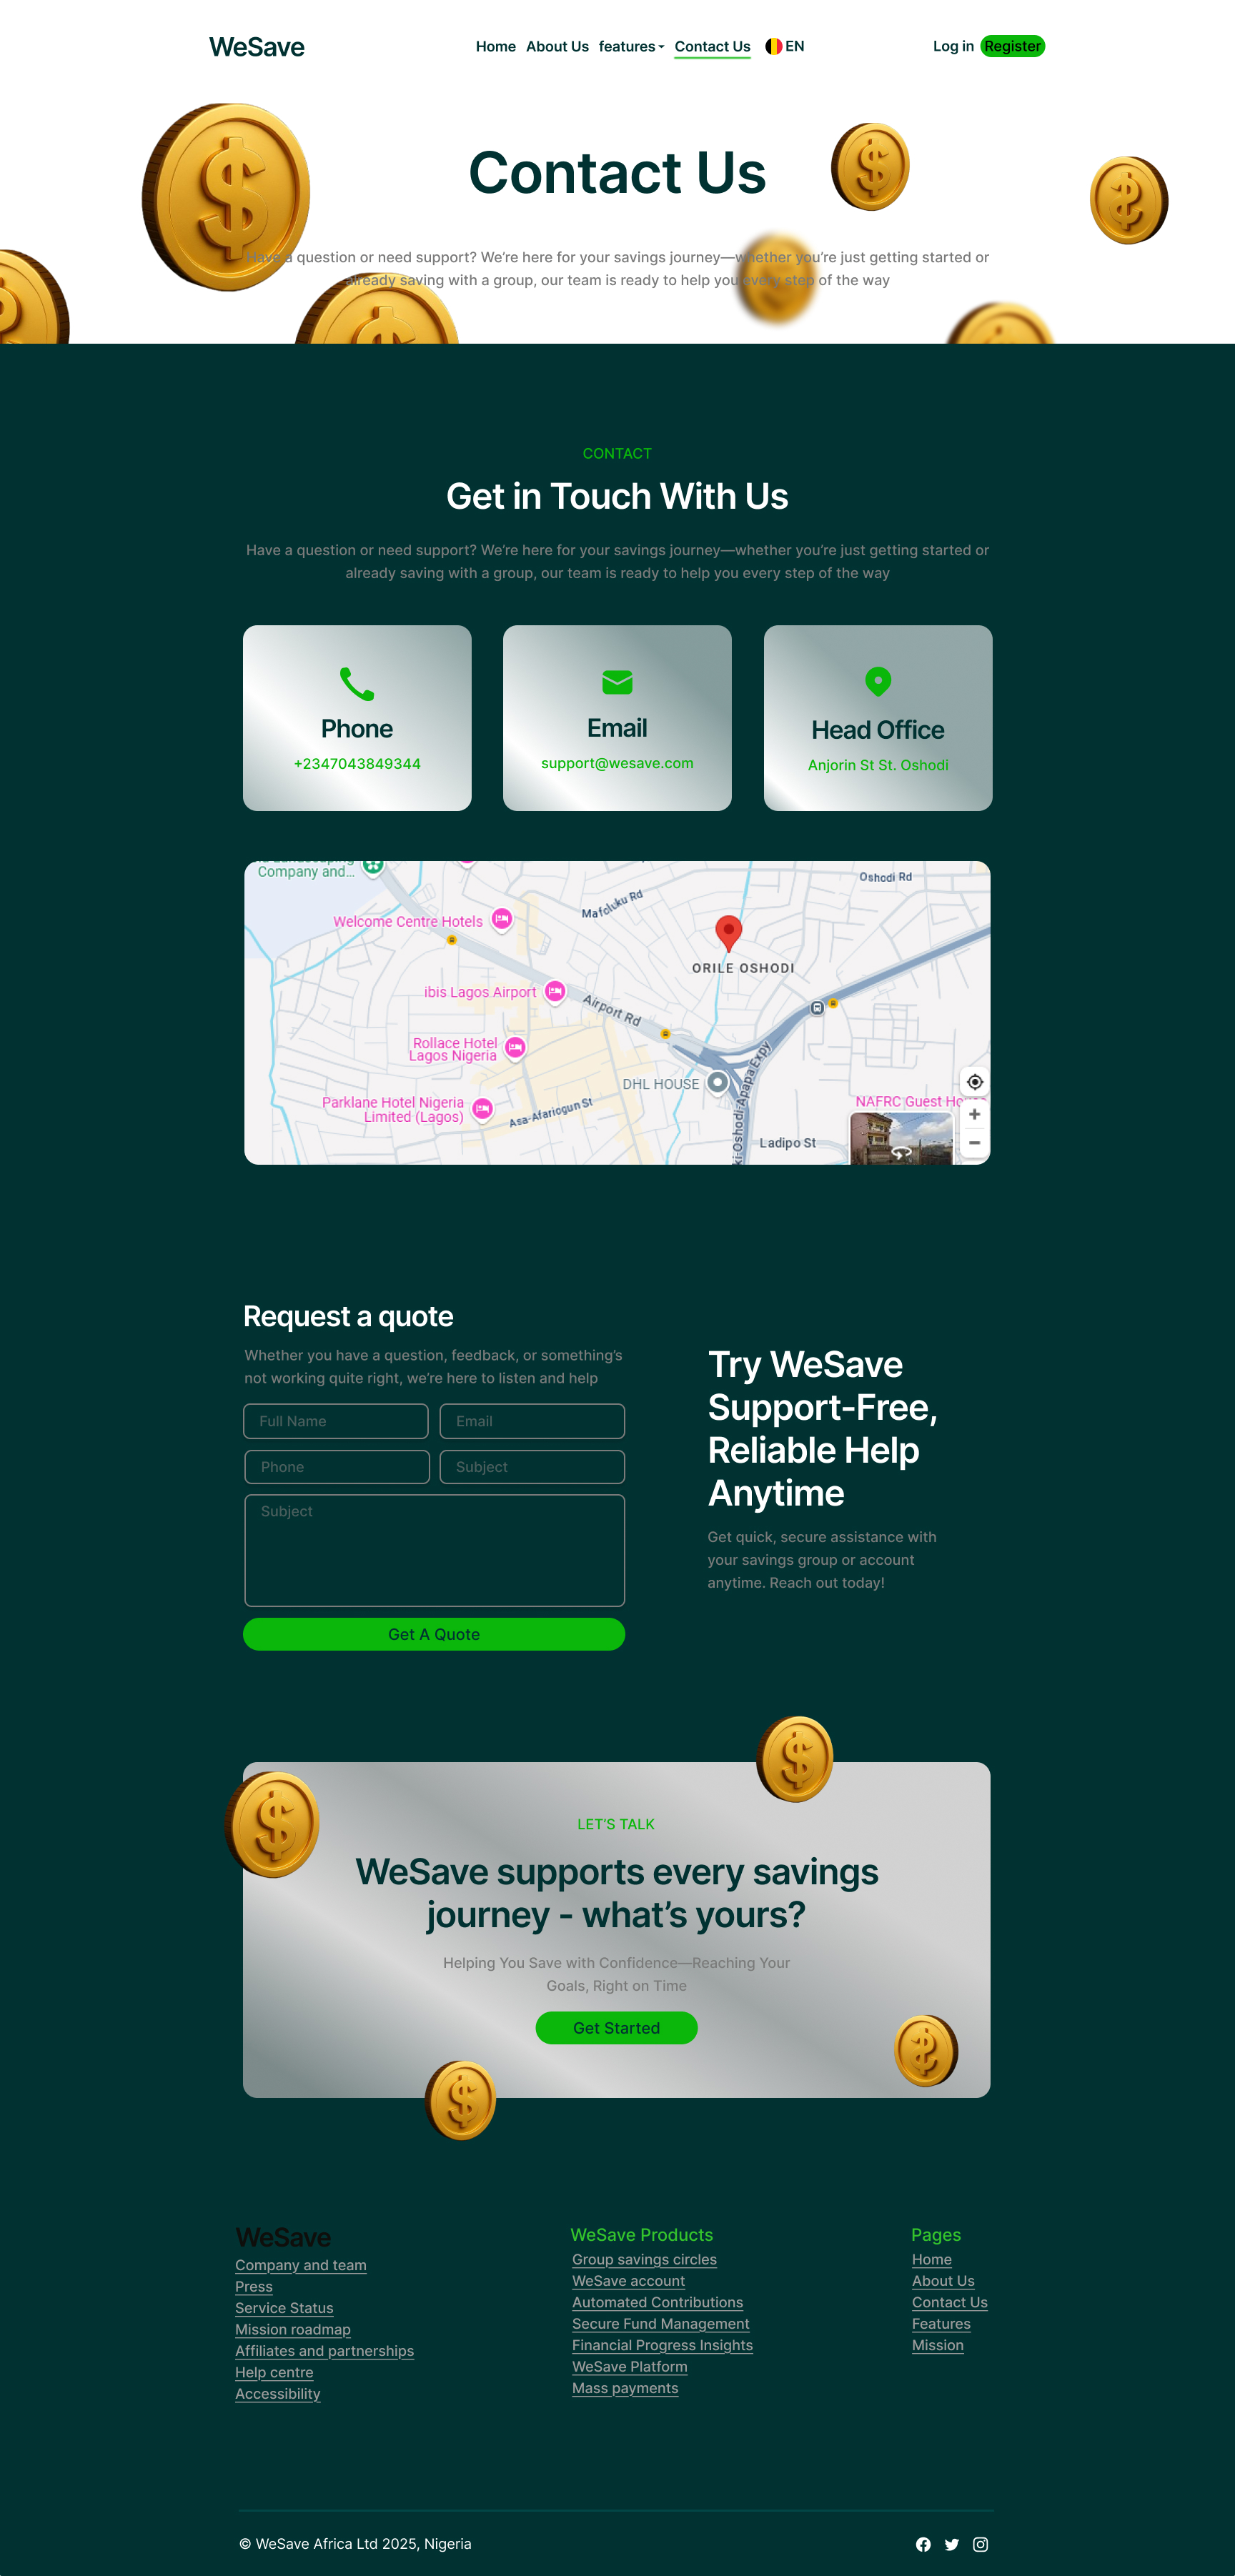 WeSave
Home About Us features Contact Us EN
Log in Register
Contact Us
Have a question or need support? We’re here for your savings journey—whether you’re just getting started or
already saving with a group, our team is ready to help you every step of the way
CONTACT
Get in Touch With Us
Have a question or need support? We’re here for your savings journey—whether you’re just getting started or
already saving with a group, our team is ready to help you every step of the way
Phone
+2347043849344
Email
support@wesave.com
Head Office
Anjorin St St. Oshodi
Company and...
Oshodi Rd
Mafoluku Rd
Welcome Centre Hotels
ORILE OSHODI
ibis Lagos Airport
Airport Rd
Rollace Hotel
Lagos Nigeria
DHL HOUSE
Parklane Hotel Nigeria
Limited (Lagos)
Asa-Afariogun St
ki-Oshodi-Apapa Expy
NAFRC Guest House
Ladipo St
Request a quote
Whether you have a question, feedback, or something’s
not working quite right, we’re here to listen and help
Full Name
Email
Phone
Subject
Subject
Get A Quote
Try WeSave
Support-Free,
Reliable Help
Anytime
Get quick, secure assistance with
your savings group or account
anytime. Reach out today!
LET’S TALK
WeSave supports every savings
journey - what’s yours?
Helping You Save with Confidence—Reaching Your
Goals, Right on Time
Get Started
WeSave
Company and team
Press
Service Status
Mission roadmap
Affiliates and partnerships
Help centre
Accessibility
WeSave Products
Group savings circles
WeSave account
Automated Contributions
Secure Fund Management
Financial Progress Insights
WeSave Platform
Mass payments
Pages
Home
About Us
Contact Us
Features
Mission
© WeSave Africa Ltd 2025, Nigeria